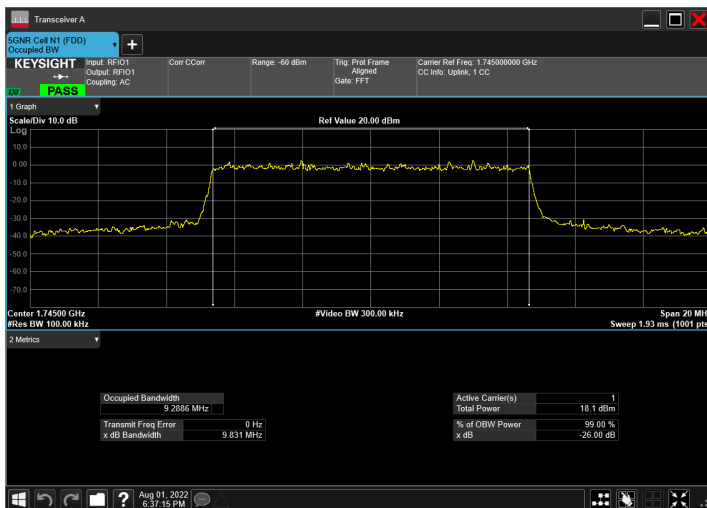 Transceiver A
5GNR Cell N1 (FDD)
Occupied BW
KEYSIGHT
LXI
PASS
Input: RFIO1
Output: RFIO1
Coupling: AC
Corr CCorr
Range: -60 dBm
Trig: Prot Frame
Aligned
Gate: FFT
Carrier Ref Freq: 1.745000000 GHz
CC Info: Uplink, 1 CC
1 Graph
Scale/Div 10.0 dB
Ref Value 20.00 dBm
Log
10.0
0.00
-10.0
-20.0
-30.0
-40.0
-50.0
-60.0
-70.0
Center 1.74500 GHz
#Video BW 300.00 kHz
Span 20 MH
#Res BW 100.00 kHz
Sweep 1.93 ms (1001 pts
2 Metrics
Occupied Bandwidth
9.2886 MHz
Transmit Freq Error 0 Hz
x dB Bandwidth 9.831 MHz
Active Carrier(s) 1
Total Power 18.1 dBm
% of OBW Power 99.00 %
x dB -26.00 dB
Aug 01, 2022
6:37:15 PM